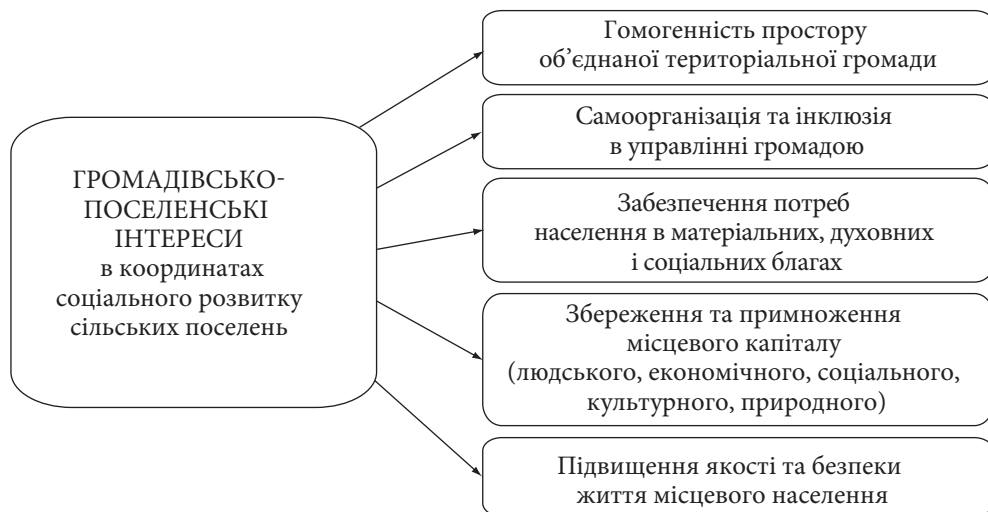 ГРОМАДІВСЬКО-
ПОСЕЛЕНСЬКІ
ІНТЕРЕСИ
в координатах
соціального розвитку
сільських поселень
Гомогенність простору
об’єднаної територіальної громади
Самоорганізація та інклюзія
в управлінні громадою
Забезпечення потреб
населення в матеріальних, духовних
і соціальних благах
Збереження та примноження
місцевого капіталу
(людського, економічного, соціального,
культурного, природного)
Підвищення якості та безпеки
життя місцевого населення